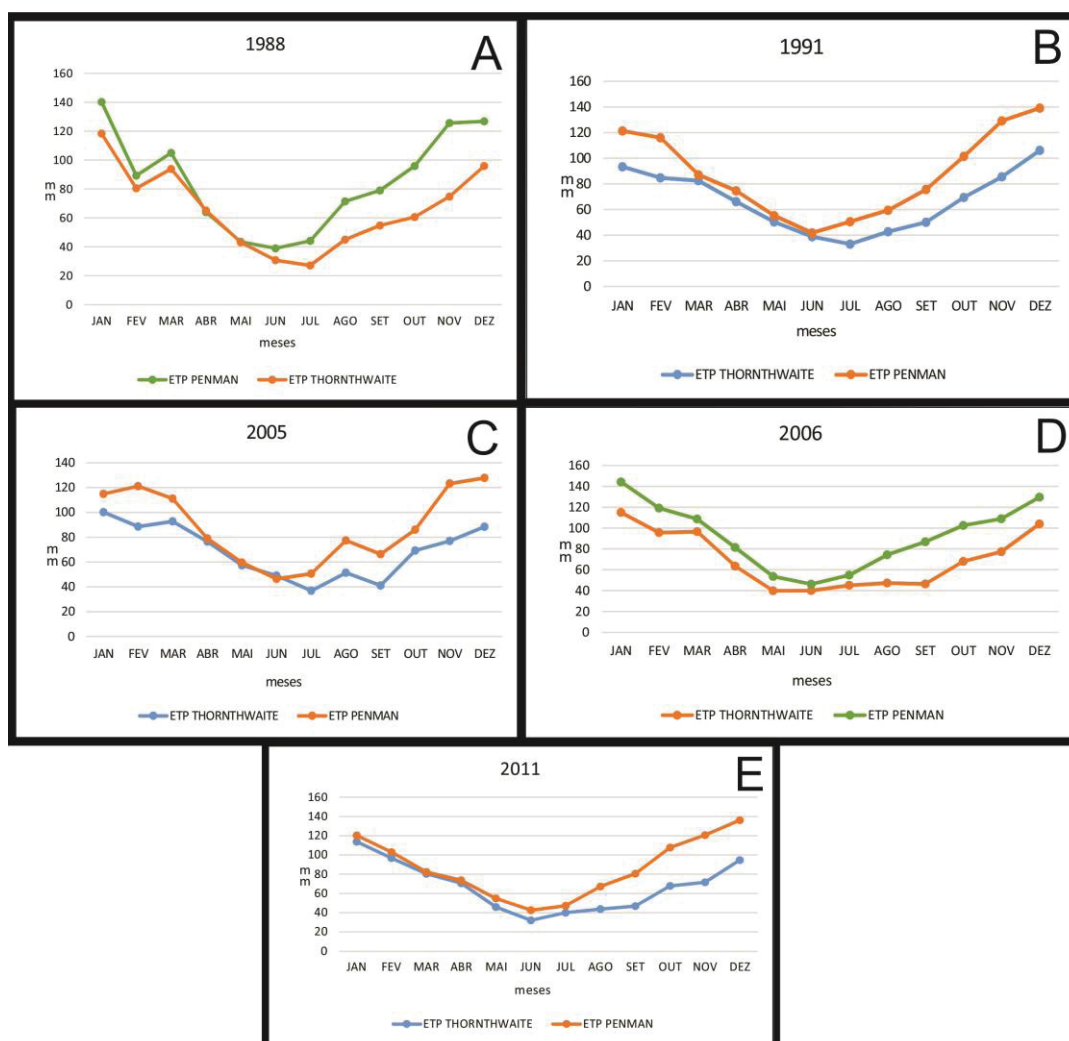 1988
A
160
140
120
100
80
60
40
20
0
mm
JAN FEV MAR ABR MAI JUN JUL AGO SET OUT NOV DEZ
meses
ETP PENMAN ETP THORNTHWAITE
1991
B
160
140
120
100
80
60
40
20
0
mm
JAN FEV MAR ABR MAI JUN JUL AGO SET OUT NOV DEZ
meses
ETP THORNTHWAITE ETP PENMAN
2005
C
140
120
100
80
60
40
20
0
mm
JAN FEV MAR ABR MAI JUN JUL AGO SET OUT NOV DEZ
meses
ETP THORNTHWAITE ETP PENMAN
2006
D
160
140
120
100
80
60
40
20
0
mm
JAN FEV MAR ABR MAI JUN JUL AGO SET OUT NOV DEZ
meses
ETP THORNTHWAITE ETP PENMAN
2011
E
160
140
120
100
80
60
40
20
0
mm
JAN FEV MAR ABR MAI JUN JUL AGO SET OUT NOV DEZ
meses
ETP THORNTHWAITE ETP PENMAN